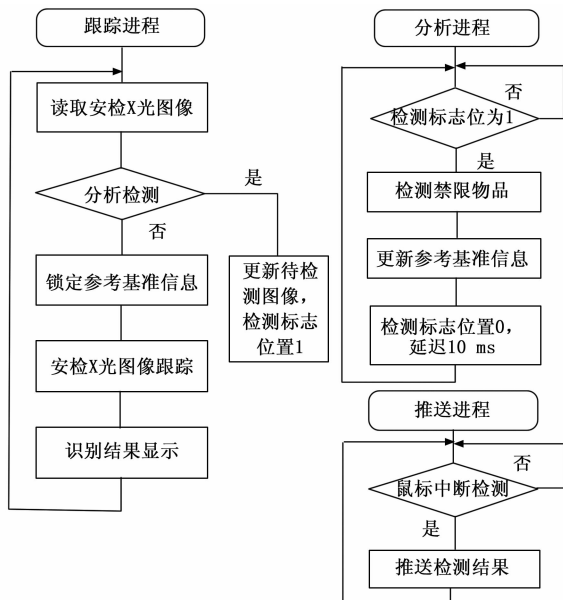 跟踪进程
读取安检X光图像
分析检测
是
否
锁定参考基准信息
更新待检
测图像，
检测标志
位置1
安检X光图像跟踪
识别结果显示
分析进程
否
检测标志位为1
是
检测禁限物品
更新参考基准信息
检测标志位置0，
延迟10 ms
推送进程
否
鼠标中断检测
是
推送检测结果